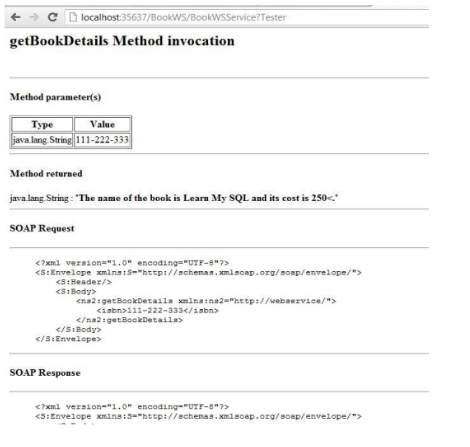 localhost:35637/BookWS/BookWSService?Tester
getBookDetails Method invocation
Method parameter(s)
Type Value
java.lang.String 111-222-333
Method returned
java.lang.String : "The name of the book is Learn My SQL and its cost is 250<."
SOAP Request
<?xml version="1.0" encoding="UTF-8"?>
<S:Envelope xmlns:S="http://schemas.xmlsoap.org/soap/envelope/">
<S:Header/>
<S:Body>
<ns2:getBookDetails xmlns:ns2="http://webservice/">
<isbn>111-222-333</isbn>
</ns2:getBookDetails>
</S:Body>
</S:Envelope>
SOAP Response
<?xml version="1.0" encoding="UTF-8"?>
<S:Envelope xmlns:S="http://schemas.xmlsoap.org/soap/envelope/">